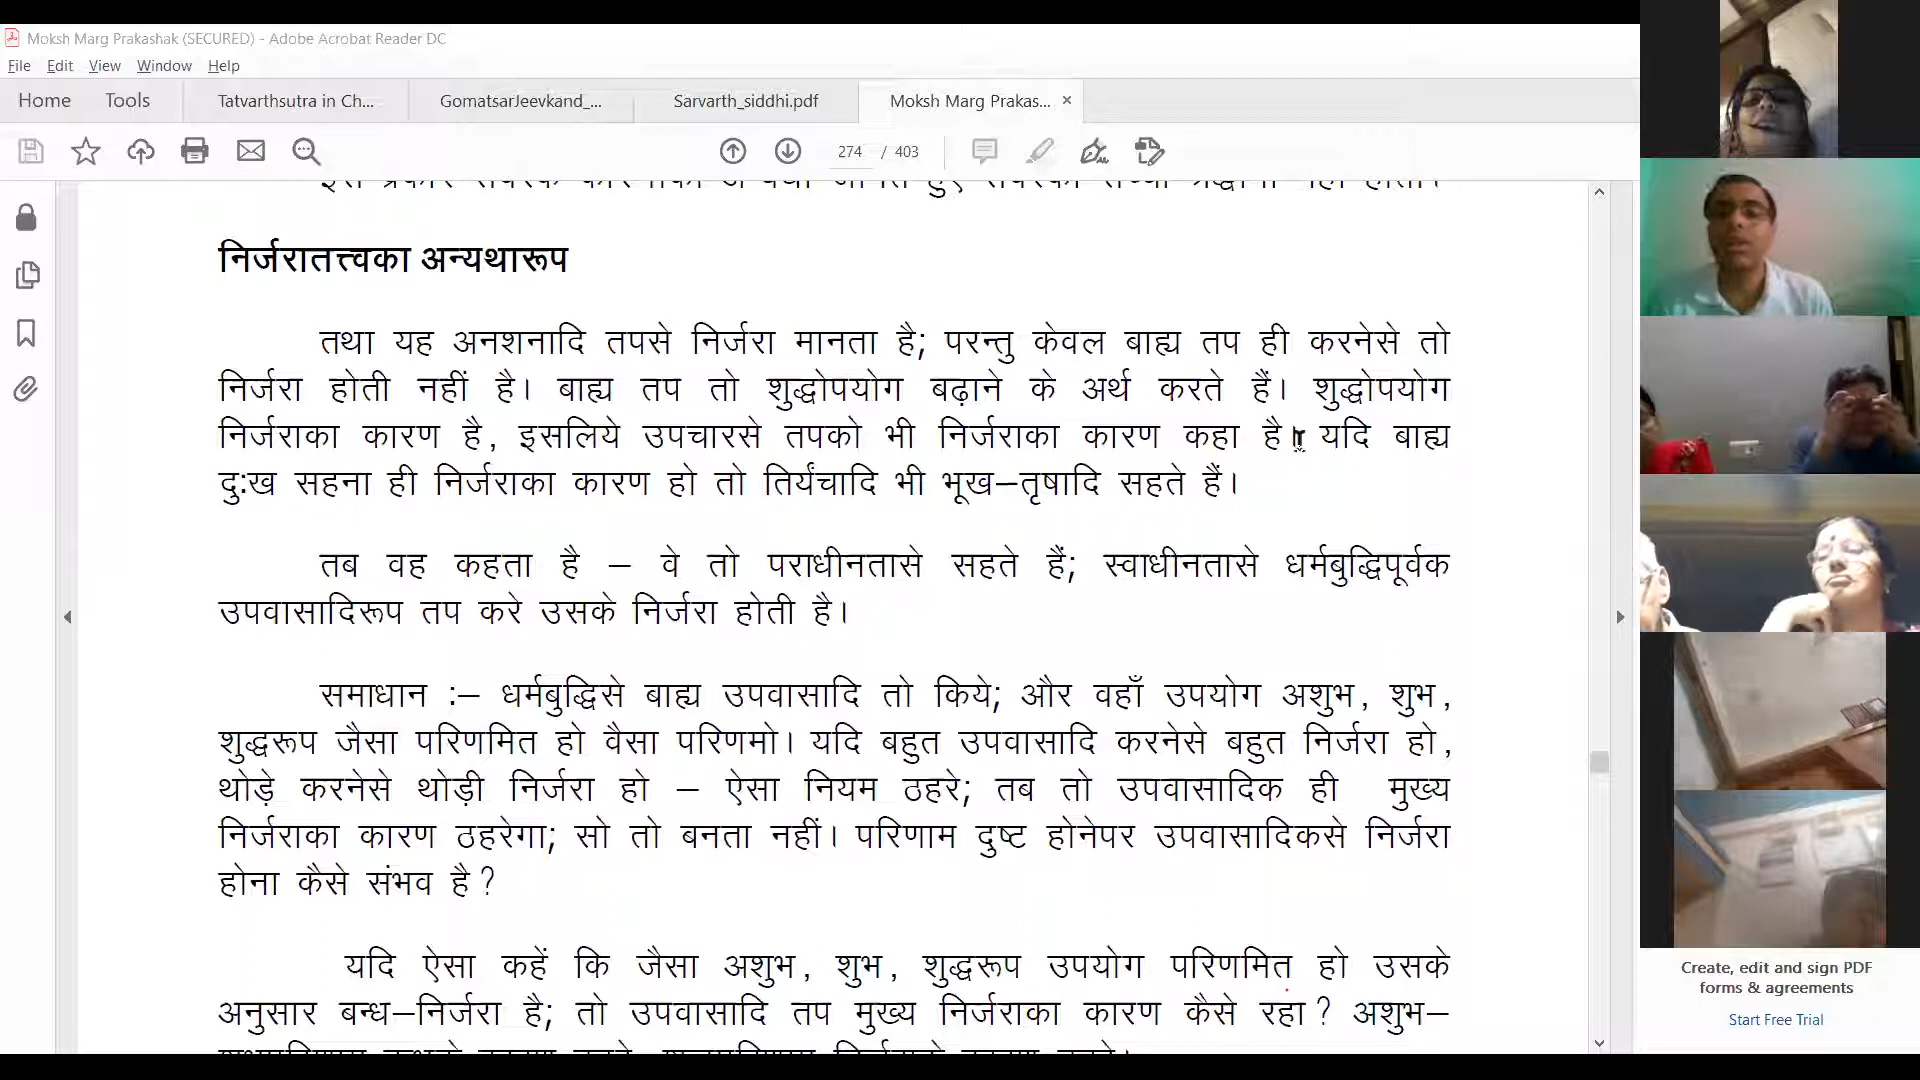 Moksh Marg Prakashak (SECURED) - Adobe Acrobat Reader DC
File Edit View Window Help
Home Tools Tatvarthsutra in Ch... GomatsarJeevkand_... Sarvarth_siddhi.pdf Moksh Marg Prakas... ×
274 / 403
निर्जरातत्त्वका अन्यथारूप
तथा यह अनशनादि तपसे निर्जरा मानता है; परन्तु केवल बाह्य तप ही करनेसे तो
निर्जरा होती नहीं है। बाह्य तप तो शुद्धोपयोग बढ़ाने के अर्थ करते हैं। शुद्धोपयोग
निर्जराका कारण है, इसलिये उपचारसे तपको भी निर्जराका कारण कहा है। यदि बाह्य
दुःख सहना ही निर्जराका कारण हो तो तिर्यंचादि भी भूख–तृषादि सहते हैं।
तब वह कहता है – वे तो पराधीनतासे सहते हैं; स्वाधीनतासे धर्मबुद्धिपूर्वक
उपवासादिरूप तप करे उसके निर्जरा होती है।
समाधान :– धर्मबुद्धिसे बाह्य उपवासादि तो किये; और वहाँ उपयोग अशुभ, शुभ,
शुद्धरूप जैसा परिणमित हो वैसा परिणमो। यदि बहुत उपवासादि करनेसे बहुत निर्जरा हो,
थोड़े करनेसे थोड़ी निर्जरा हो – ऐसा नियम ठहरे; तब तो उपवासादिक ही मुख्य
निर्जराका कारण ठहरेगा; सो तो बनता नहीं। परिणाम दुष्ट होनेपर उपवासादिकसे निर्जरा
होना कैसे संभव है?
यदि ऐसा कहें कि जैसा अशुभ, शुभ, शुद्धरूप उपयोग परिणमित हो उसके
अनुसार बन्ध–निर्जरा है; तो उपवासादि तप मुख्य निर्जराका कारण कैसे रहा? अशुभ–
Create, edit and sign PDF
forms & agreements
Start Free Trial